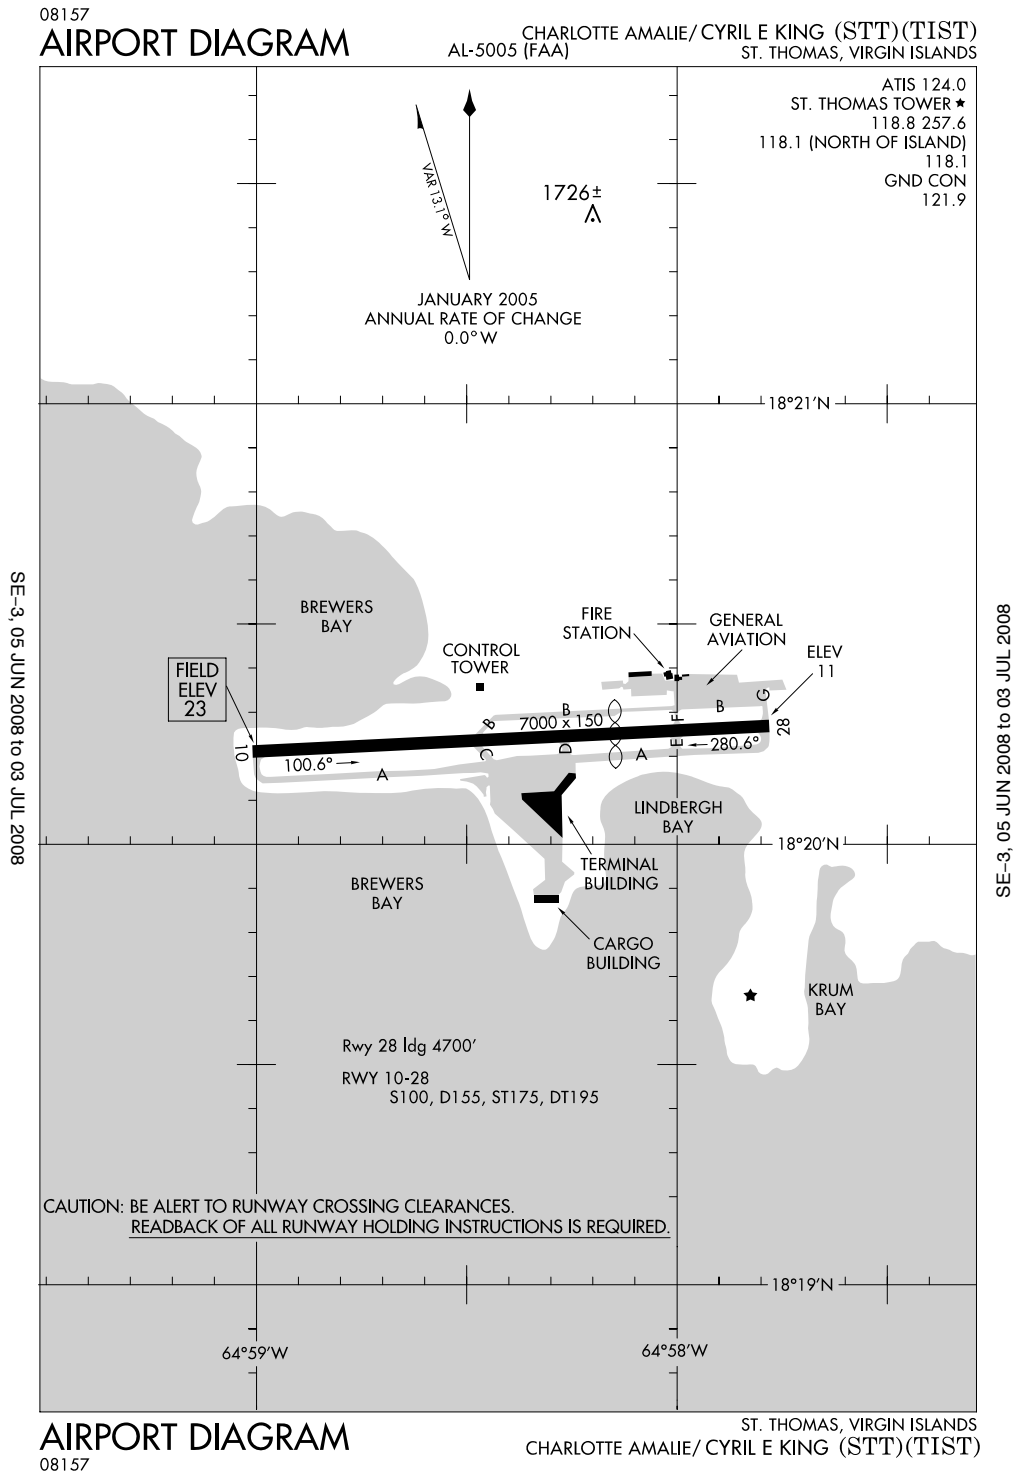 08157
AIRPORT DIAGRAM
AL-5005 (FAA)
CHARLOTTE AMALIE/ CYRIL E KING (STT)(TIST)
ST. THOMAS, VIRGIN ISLANDS
ATIS 124.0
ST. THOMAS TOWER ★
118.8 257.6
118.1 (NORTH OF ISLAND)
118.1
GND CON
121.9
VAR 13.1° W
1726±
JANUARY 2005
ANNUAL RATE OF CHANGE
0.0° W
18°21'N
BREWERS
BAY
FIRE
STATION
GENERAL
AVIATION
CONTROL
TOWER
ELEV
11
FIELD
ELEV
23
B
B
B
G
7000 x 150
F
28
10
C
D
E
280.6°
100.6°
A
A
LINDBERGH
BAY
18°20'N
TERMINAL
BUILDING
BREWERS
BAY
CARGO
BUILDING
KRUM
BAY
Rwy 28 ldg 4700'
RWY 10-28
S100, D155, ST175, DT195
CAUTION: BE ALERT TO RUNWAY CROSSING CLEARANCES.
READBACK OF ALL RUNWAY HOLDING INSTRUCTIONS IS REQUIRED.
18°19'N
64°59'W
64°58'W
SE-3, 05 JUN 2008 to 03 JUL 2008
SE-3, 05 JUN 2008 to 03 JUL 2008
AIRPORT DIAGRAM
08157
ST. THOMAS, VIRGIN ISLANDS
CHARLOTTE AMALIE/ CYRIL E KING (STT)(TIST)